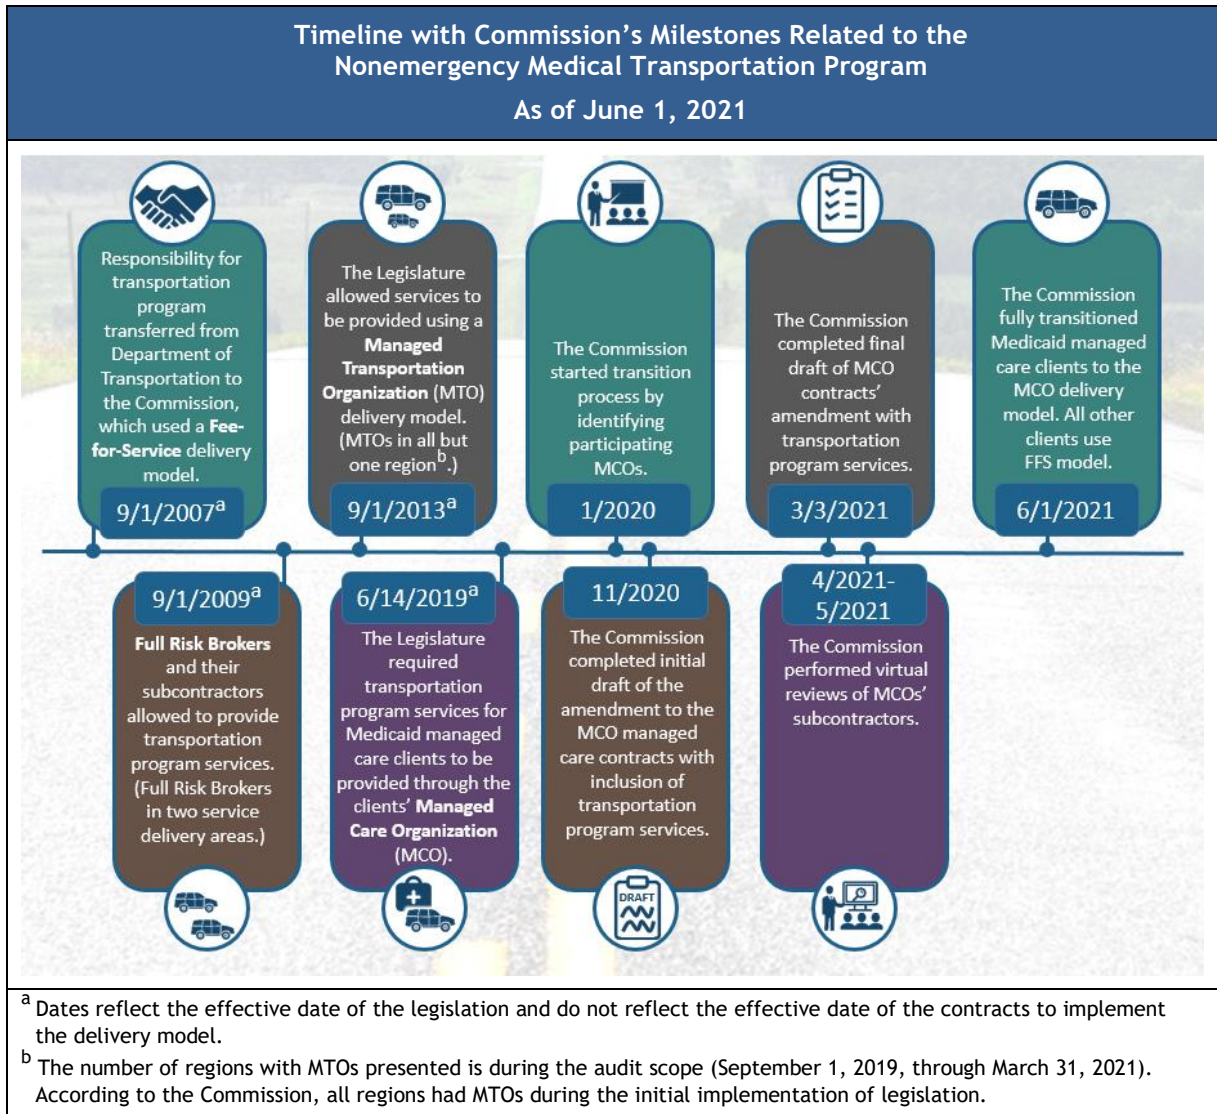 Timeline with Commission's Milestones Related to the
Nonemergency Medical Transportation Program
As of June 1, 2021
Responsibility for
transportation
program
transferred from
Department of
Transportation to
the Commission,
which used a Fee-
for-Service delivery
model.
9/1/2007a
The Legislature
allowed services to
be provided using a
Managed
Transportation
Organization (MTO)
delivery model.
(MTOs in all but
one regionb.)
9/1/2013a
The Commission
started transition
process by
identifying
participating
MCOs.
1/2020
The Commission
completed final
draft of MCO
contracts'
amendment with
transportation
program services.
3/3/2021
The Commission
fully transitioned
Medicaid managed
care clients to the
MCO delivery
model. All other
clients use
FFS model.
6/1/2021
9/1/2009a
Full Risk Brokers
and their
subcontractors
allowed to provide
transportation
program services.
(Full Risk Brokers
in two service
delivery areas.)
6/14/2019a
The Legislature
required
transportation
program services for
Medicaid managed
care clients to be
provided through the
clients' Managed
Care Organization
(MCO).
11/2020
The Commission
completed initial
draft of the
amendment to the
MCO managed
care contracts with
inclusion of
transportation
program services.
DRAFT
4/2021-
5/2021
The Commission
performed virtual
reviews of MCOs'
subcontractors.
a Dates reflect the effective date of the legislation and do not reflect the effective date of the contracts to implement
the delivery model.
b The number of regions with MTOs presented is during the audit scope (September 1, 2019, through March 31, 2021).
According to the Commission, all regions had MTOs during the initial implementation of legislation.